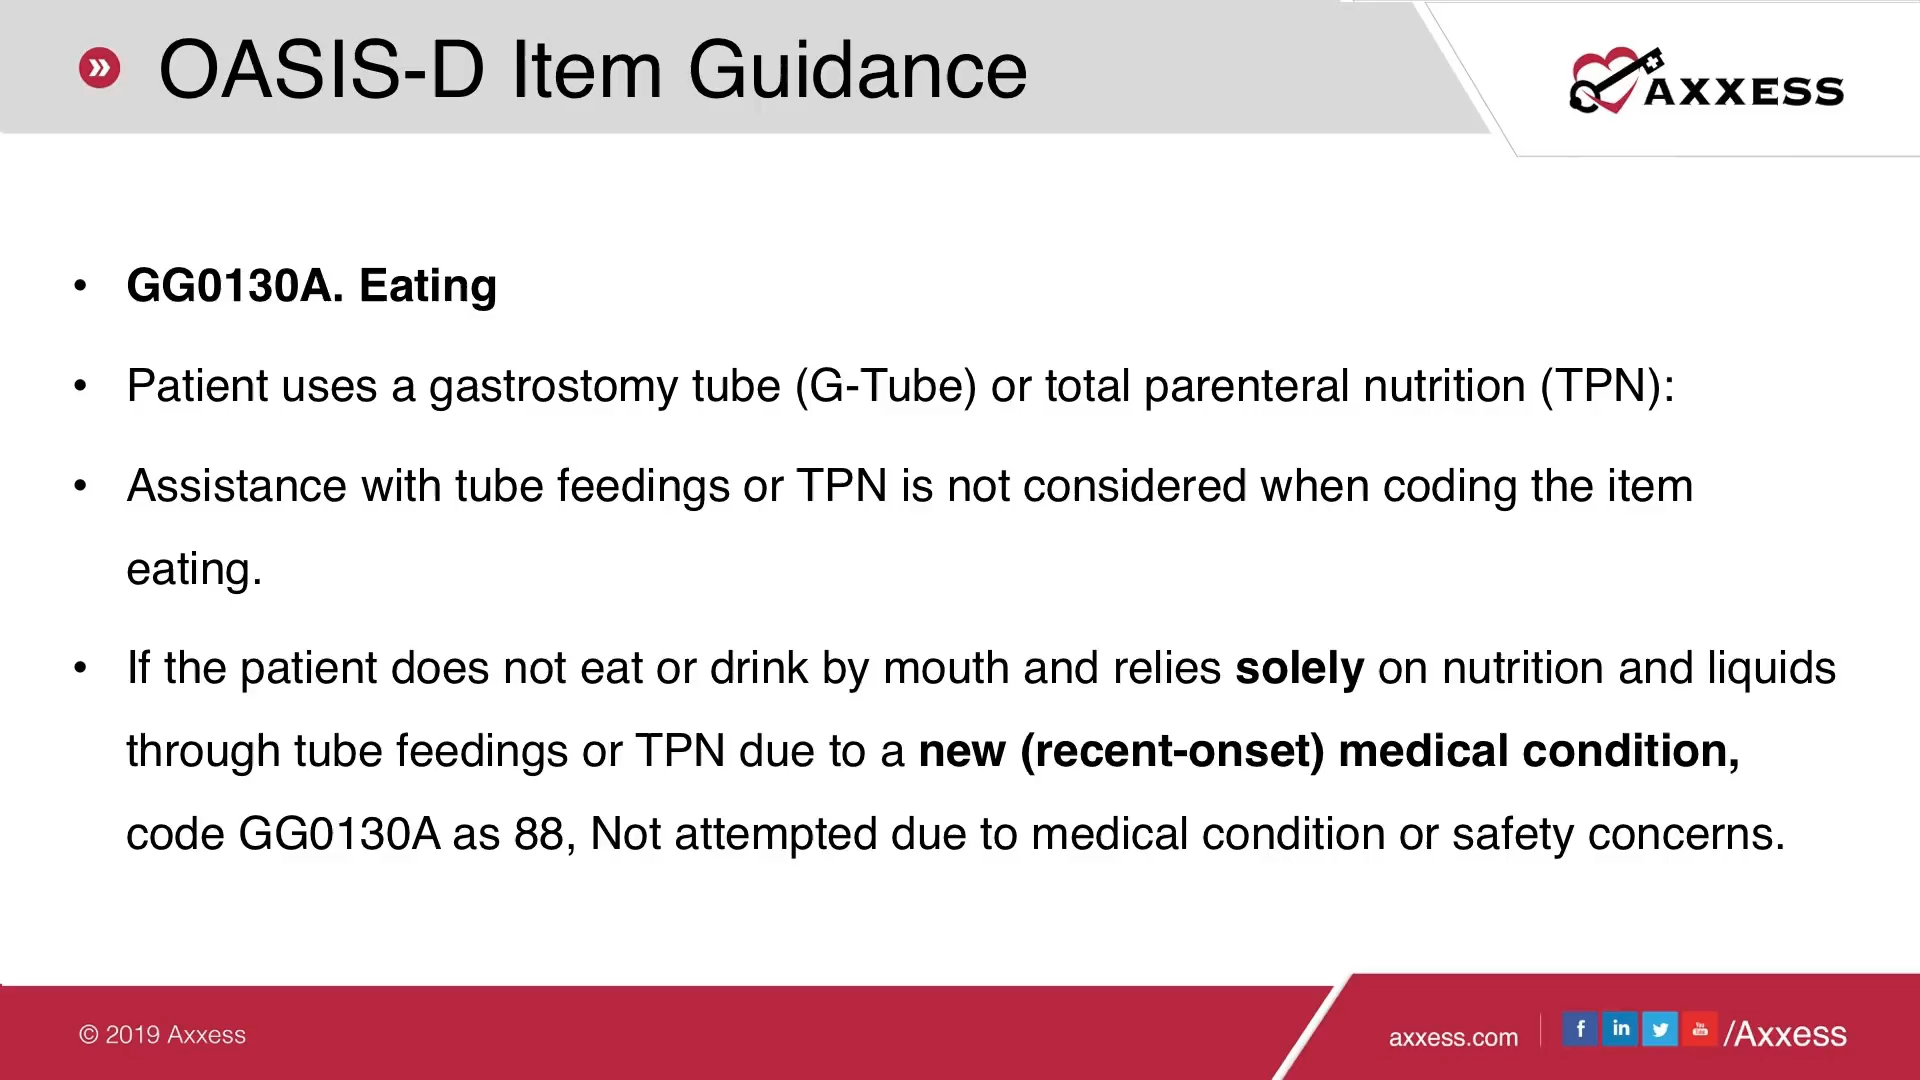 OASIS-D Item Guidance
AXXESS
• GG0130A. Eating
• Patient uses a gastrostomy tube (G-Tube) or total parenteral nutrition (TPN):
• Assistance with tube feedings or TPN is not considered when coding the item
eating.
• If the patient does not eat or drink by mouth and relies solely on nutrition and liquids
through tube feedings or TPN due to a new (recent-onset) medical condition,
code GG0130A as 88, Not attempted due to medical condition or safety concerns.
© 2019 Axxess
axxess.com
f in You Tube /Axxess